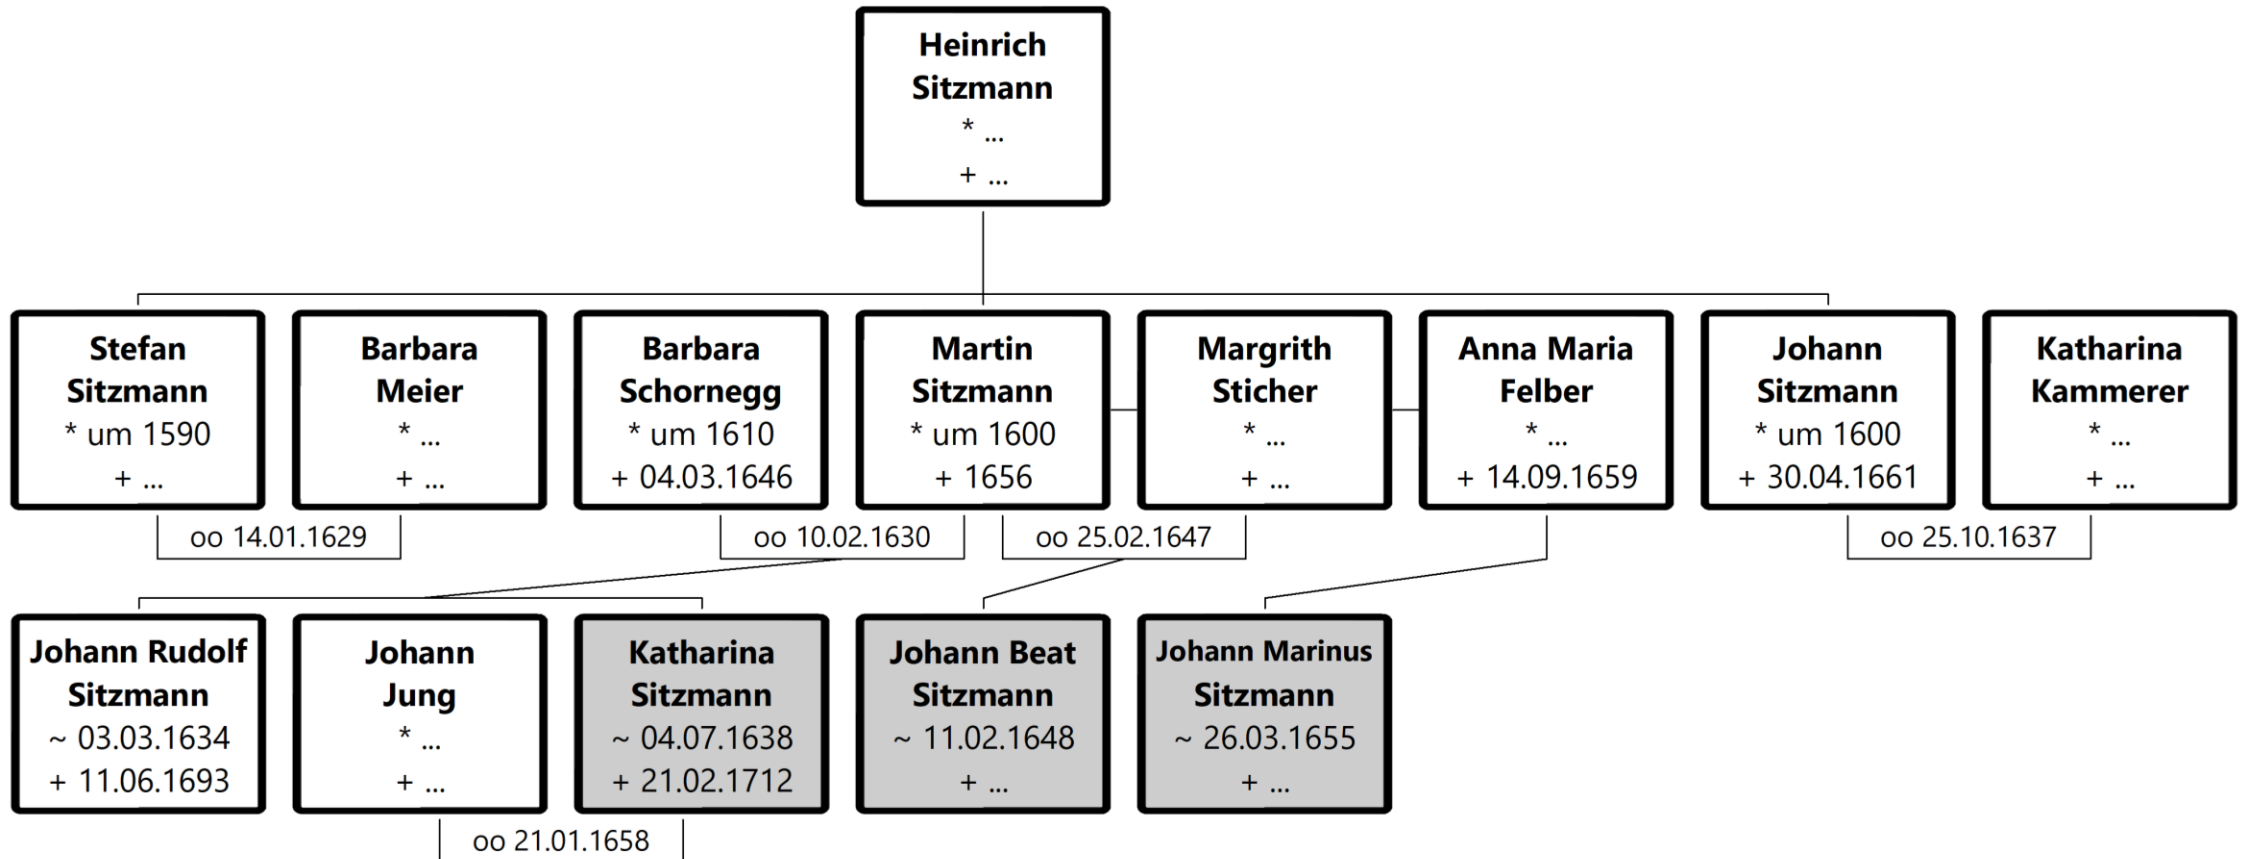 Heinrich
Sitzmann
* ...
+ ...
Stefan
Sitzmann
* um 1590
+ ...
Barbara
Meier
* ...
+ ...
Barbara
Schornegg
* um 1610
+ 04.03.1646
Martin
Sitzmann
* um 1600
+ 1656
Margrith
Sticher
* ...
+ ...
Anna Maria
Felber
* ...
+ 14.09.1659
Johann
Sitzmann
* um 1600
+ 30.04.1661
Katharina
Kammerer
* ...
+ ...
oo 14.01.1629
oo 10.02.1630
oo 25.02.1647
oo 25.10.1637
Johann Rudolf
Sitzmann
~ 03.03.1634
+ 11.06.1693
Johann
Jung
* ...
+ ...
Katharina
Sitzmann
~ 04.07.1638
+ 21.02.1712
Johann Beat
Sitzmann
~ 11.02.1648
+ ...
Johann Marinus
Sitzmann
~ 26.03.1655
+ ...
oo 21.01.1658